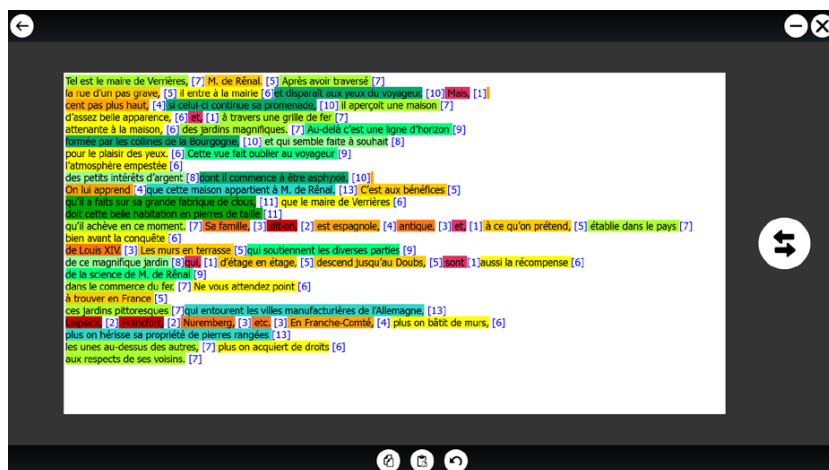 Tel est le maire de Verrières, [7] M. de Rênal. [5] Après avoir traversé [7]
la rue d'un pas grave, [5] il entre à la mairie [6]et disparaît aux yeux du voyageur. [10] Mais, [1]
cent pas plus haut, [4] si celui-ci continue sa promenade, [10] il aperçoit une maison [7]
d'assez belle apparence, [6] et, [1] à travers une grille de fer [7]
attenante à la maison, [6] des jardins magnifiques. [7] Au-delà c'est une ligne d'horizon [9]
formée par les collines de la Bourgogne, [10] et qui semble faite à souhait [8]
pour le plaisir des yeux. [6] Cette vue fait oublier au voyageur [9]
l'atmosphère empestée [6]
des petits intérêts d'argent [8]dont il commence à être asphyxié. [10]
On lui apprend [4]que cette maison appartient à M. de Rênal. [13] C'est aux bénéfices [5]
qu'il a faits sur sa grande fabrique de clous, [11] que le maire de Verrières [6]
doit cette belle habitation en pierres de taille [11]
qu'il achève en ce moment. [7] Sa famille, [3] dit-on, [2] est espagnole, [4] antique, [3] et, [1] à ce qu'on prétend, [5] établie dans le pays [7]
bien avant la conquête [6]
de Louis XIV. [3] Les murs en terrasse [5]qui soutiennent les diverses parties [9]
de ce magnifique jardin [8]qui, [1] d'étage en étage, [5] descend jusqu'au Doubs, [5] sont [1]aussi la récompense [6]
de la science de M. de Rênal [9]
dans le commerce du fer. [7] Ne vous attendez point [6]
à trouver en France [5]
ces jardins pittoresques [7]qui entourent les villes manufacturières de l'Allemagne, [13]
Leipsick, [2] Francfort, [2] Nuremberg, [3] etc. [3] En Franche-Comté, [4] plus on bâtit de murs, [6]
plus on hérisse sa propriété de pierres rangées [13]
les unes au-dessus des autres, [7] plus on acquiert de droits [6]
aux respects de ses voisins. [7]